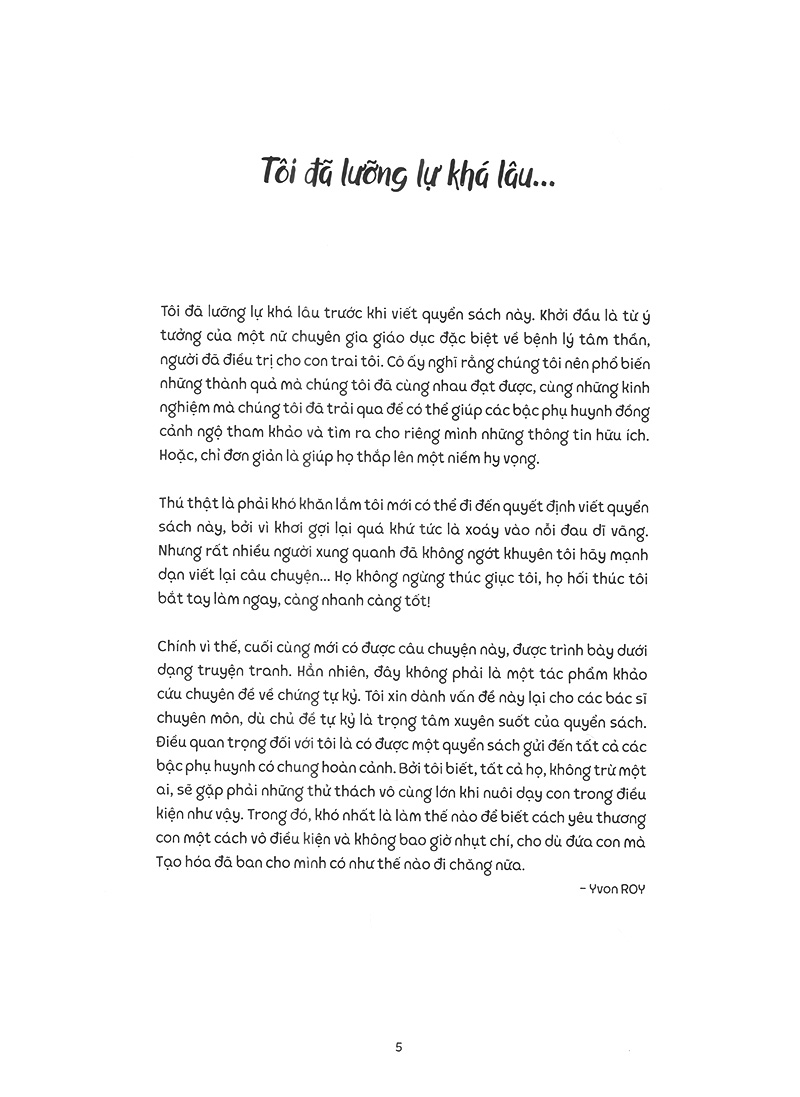 Tôi đã lưỡng lự khá lâu...
Tôi đã lưỡng lự khá lâu trước khi viết quyển sách này. Khởi đầu là từ ý
tưởng của một nữ chuyên gia giáo dục đặc biệt về bệnh lý tâm thần,
người đã điều trị cho con trai tôi. Cô ấy nghĩ rằng chúng tôi nên phổ biến
những thành quả mà chúng tôi đã cùng nhau đạt được, cùng những kinh
nghiệm mà chúng tôi đã trải qua để có thể giúp các bậc phụ huynh đồng
cảnh ngộ tham khảo và tìm ra cho riêng mình những thông tin hữu ích.
Hoặc, chỉ đơn giản là giúp họ thắp lên một niềm hy vọng.
Thú thật là phải khó khăn lắm tôi mới có thể đi đến quyết định viết quyển
sách này, bởi vì khơi gợi lại quá khứ tức là xoáy vào nỗi đau dĩ vãng.
Nhưng rất nhiều người xung quanh đã không ngớt khuyên tôi hãy mạnh
dạn viết lại câu chuyện... Họ không ngừng thúc giục tôi, họ hối thúc tôi
bắt tay làm ngay, càng nhanh càng tốt!
Chính vì thế, cuối cùng mới có được câu chuyện này, được trình bày dưới
dạng truyện tranh. Hẳn nhiên, đây không phải là một tác phẩm khảo
cứu chuyên đề về chứng tự kỷ. Tôi xin dành vấn đề này lại cho các bác sĩ
chuyên môn, dù chủ đề tự kỷ là trọng tâm xuyên suốt của quyển sách.
Điều quan trọng đối với tôi là có được một quyển sách gửi đến tất cả các
bậc phụ huynh có chung hoàn cảnh. Bởi tôi biết, tất cả họ, không trừ một
ai, sẽ gặp phải những thử thách vô cùng lớn khi nuôi dạy con trong điều
kiện như vậy. Trong đó, khó nhất là làm thế nào để biết cách yêu thương
con một cách vô điều kiện và không bao giờ nhụt chí, cho dù đứa con mà
Tạo hóa đã ban cho mình có như thế nào đi chăng nữa.
– Yvon ROY
5